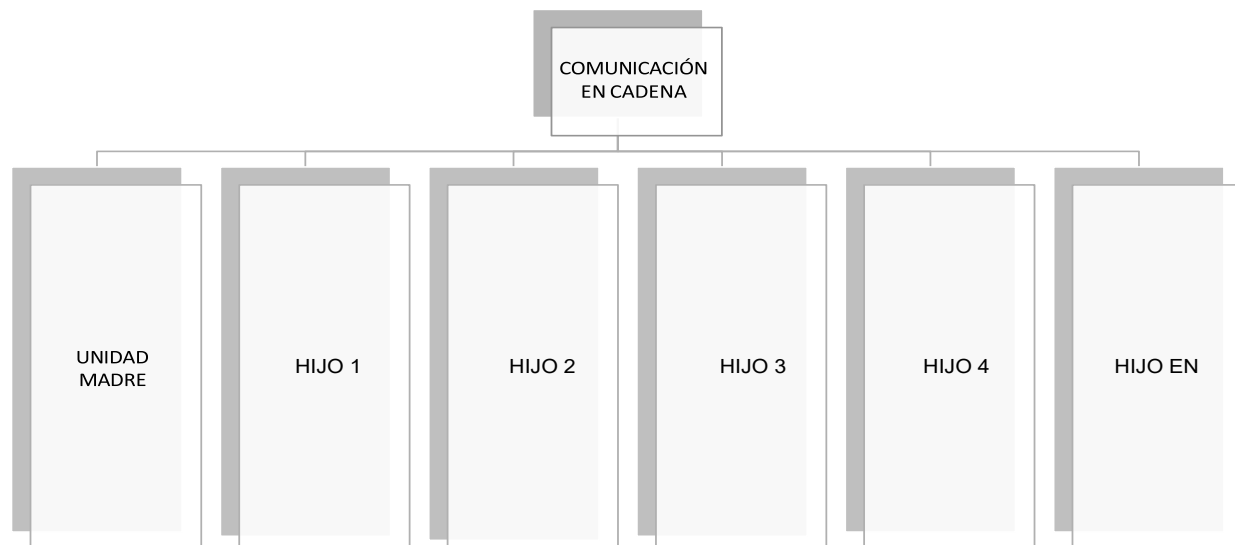 COMUNICACIÓN
EN CADENA
UNIDAD
MADRE
HIJO 1
HIJO 2
HIJO 3
HIJO 4
HIJO EN